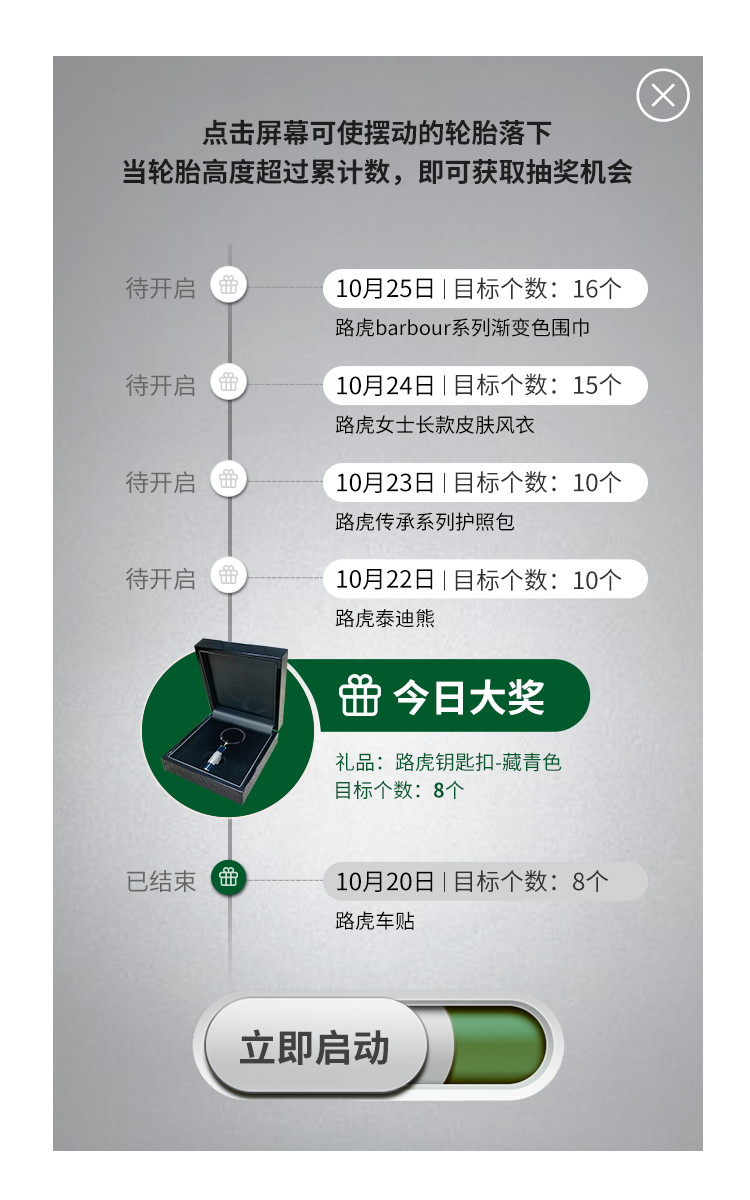 点击屏幕可使摆动的轮胎落下
当轮胎高度超过累计数，即可获取抽奖机会
待开启
10月25日|目标个数：16个
路虎barbour系列渐变色围巾
待开启
10月24日|目标个数：15个
路虎女士长款皮肤风衣
待开启
10月23日|目标个数：10个
路虎传承系列护照包
待开启
10月22日|目标个数：10个
路虎泰迪熊
今日大奖
礼品：路虎钥匙扣-藏青色
目标个数：8个
已结束
10月20日|目标个数：8个
路虎车贴
立即启动